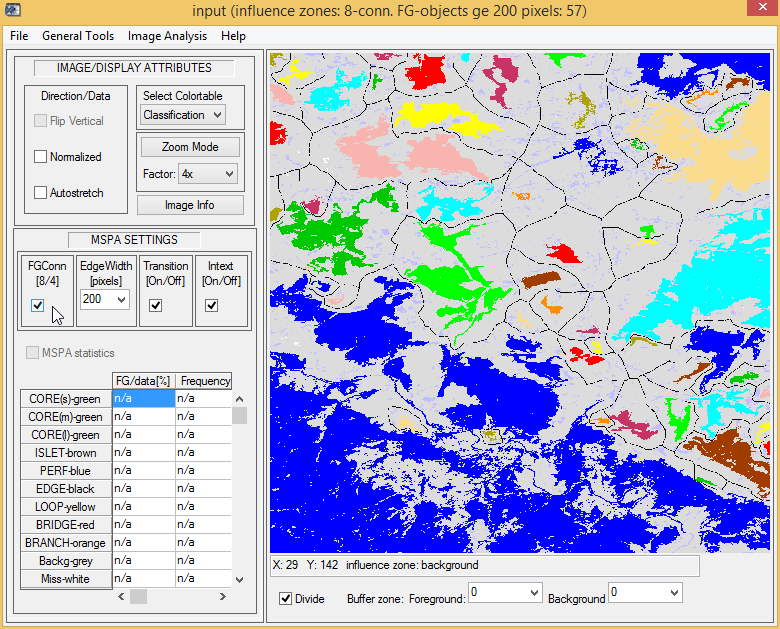 input (influence zones: 8-conn. FG-objects ge 200 pixels: 57)
File General Tools Image Analysis Help
IMAGE/DISPLAY ATTRIBUTES
Direction/Data
Flip Vertical
Normalized
Autostretch
Select Colortable
Classification
Zoom Mode
Factor: 4x
Image Info
MSPA SETTINGS
FGConn
[8/4]
EdgeWidth
[pixels]
200
Transition
[On/Off]
Intext
[On/Off]
MSPA statistics
FG/data[%] Frequency
CORE(s)-green n/a n/a
CORE(m)-green n/a n/a
CORE(l)-green n/a n/a
ISLET-brown n/a n/a
PERF-blue n/a n/a
EDGE-black n/a n/a
LOOP-yellow n/a n/a
BRIDGE-red n/a n/a
BRANCH-orange n/a n/a
Backg-grey n/a n/a
Miss-white n/a n/a
X: 29 Y: 142 influence zone: background
Divide Buffer zone: Foreground: 0 Background 0